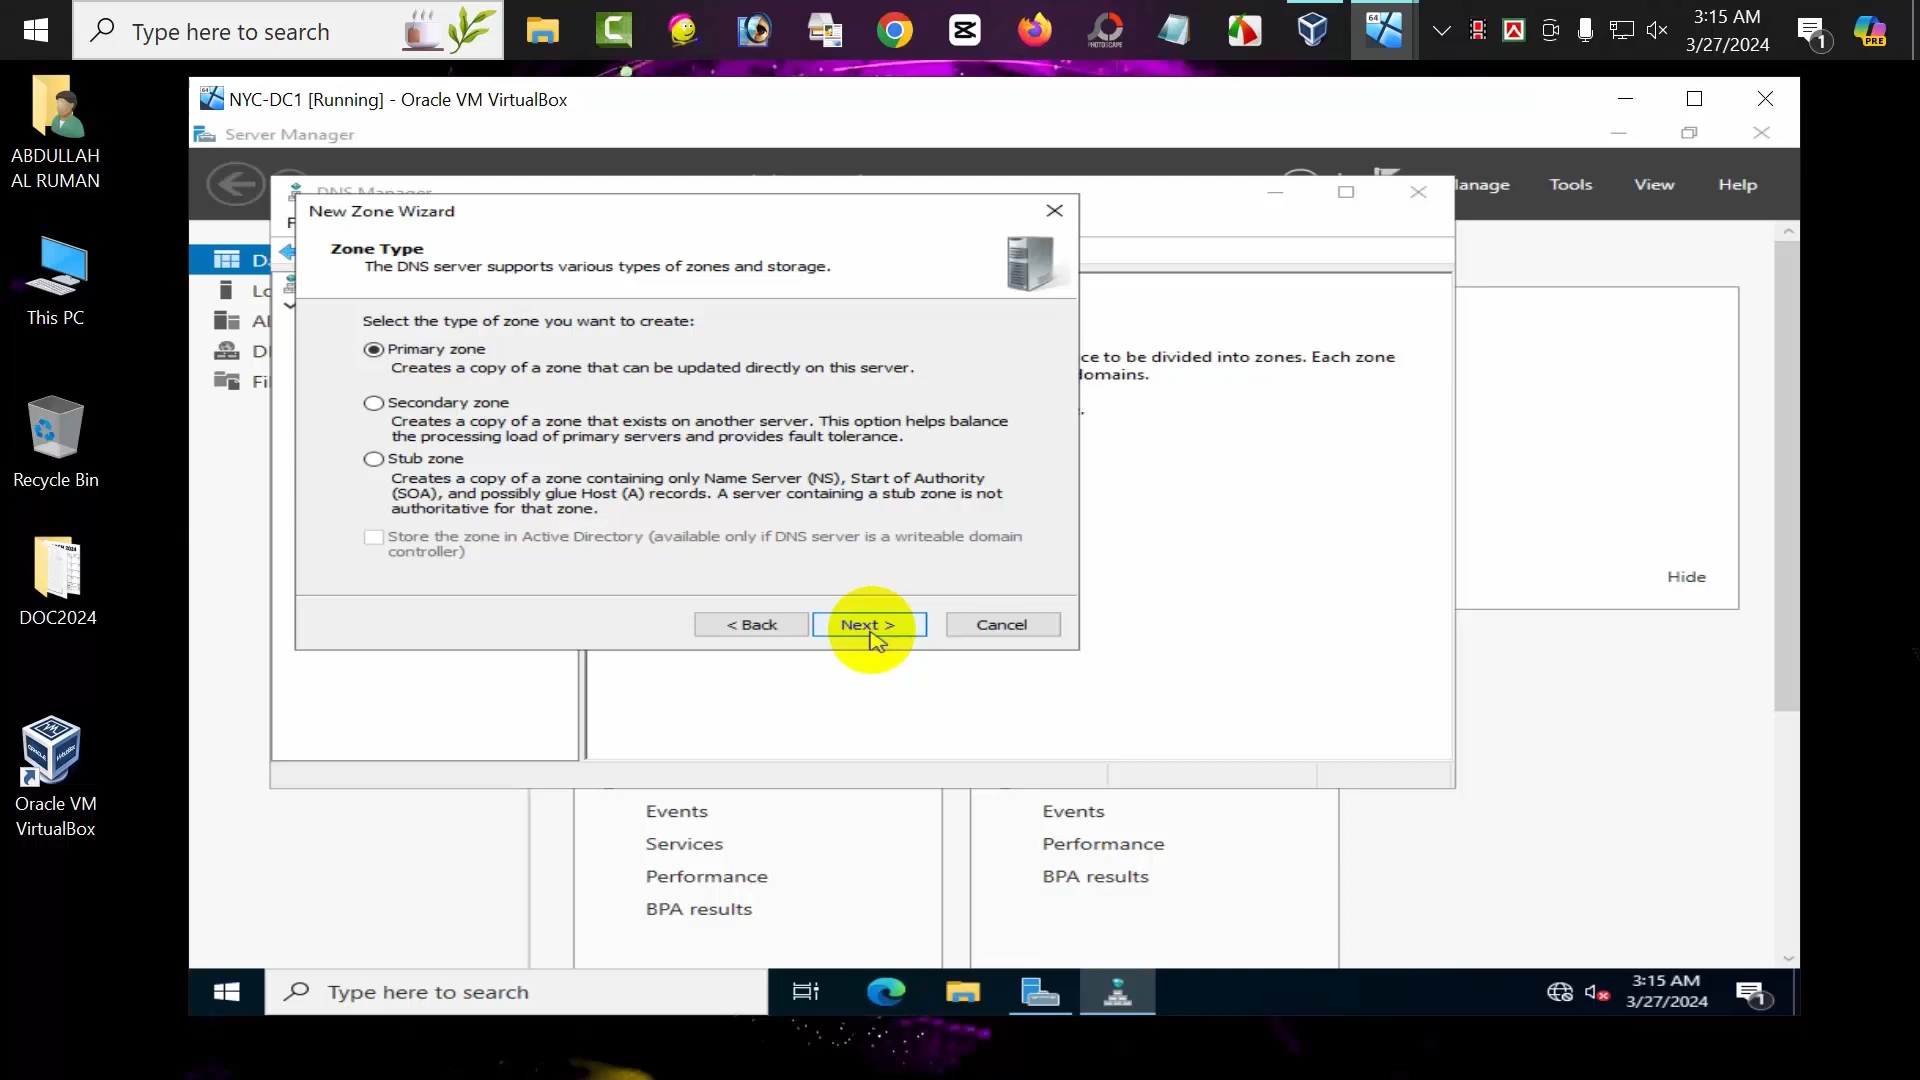 Type here to search
3:15 AM
3/27/2024
1
PRE
64
PHOTOSCAPE
ABDULLAH
AL RUMAN
This PC
Recycle Bin
DOC2024
Oracle VM
VirtualBox
NYC-DC1 [Running] - Oracle VM VirtualBox
Server Manager
Tools
View
Help
DNS Manager
New Zone Wizard
Zone Type
The DNS server supports various types of zones and storage.
Select the type of zone you want to create:
Primary zone
Creates a copy of a zone that can be updated directly on this server.
Secondary zone
Creates a copy of a zone that exists on another server. This option helps balance
the processing load of primary servers and provides fault tolerance.
Stub zone
Creates a copy of a zone containing only Name Server (NS), Start of Authority
(SOA), and possibly glue Host (A) records. A server containing a stub zone is not
authoritative for that zone.
Store the zone in Active Directory (available only if DNS server is a writeable domain
controller)
< Back
Next >
Cancel
ce to be divided into zones. Each zone
omains.
Hide
Events
Services
Performance
BPA results
Events
Performance
BPA results
Type here to search
3:15 AM
3/27/2024
1